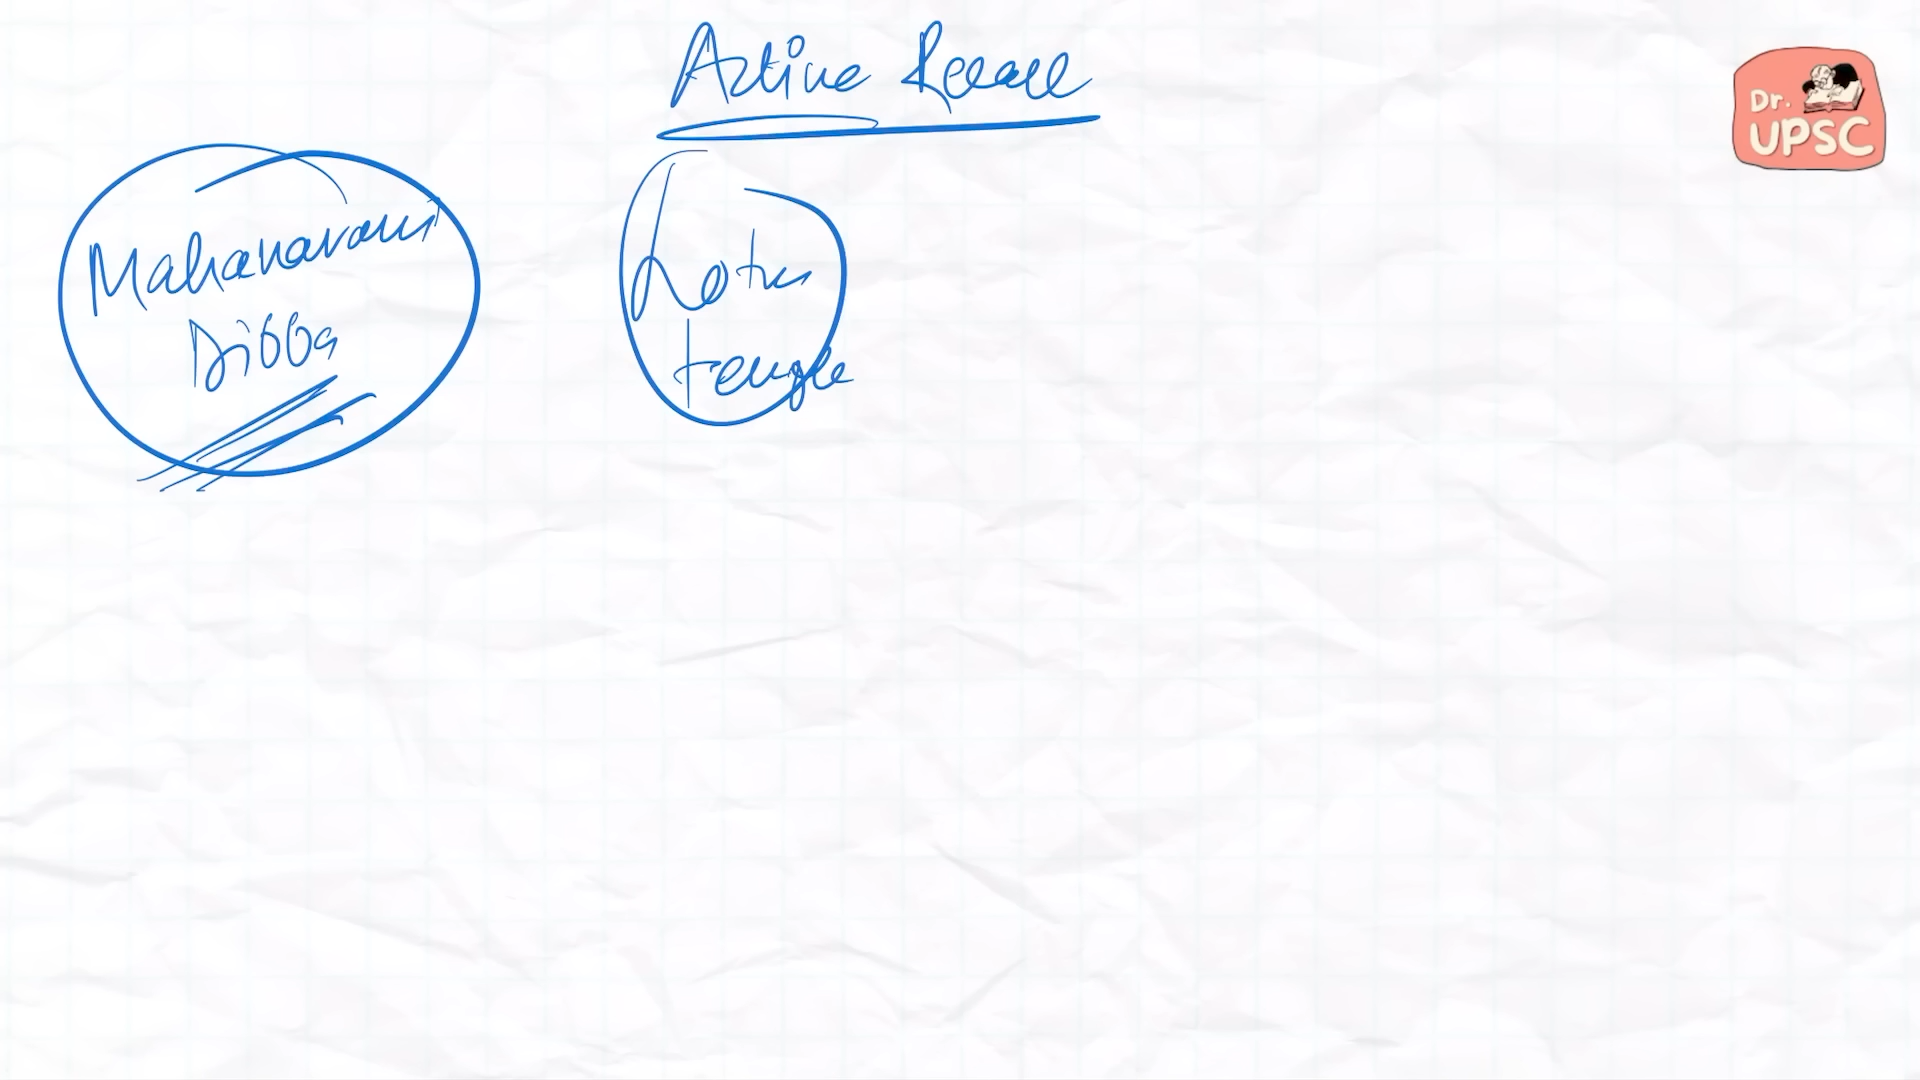 Active Recall
Dr.
UPSC
Mahanavami
Dibba
Lotus
temple